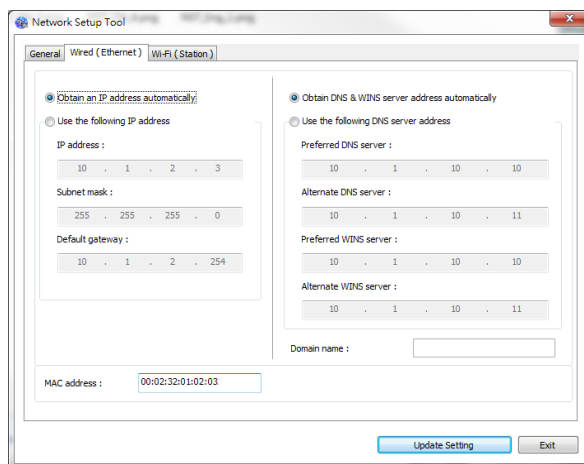 Network Setup Tool
General
Wired ( Ethernet )
Wi-Fi ( Station )
Obtain an IP address automatically
Use the following IP address
IP address :
10 . 1 . 2 . 3
Subnet mask :
255 . 255 . 255 . 0
Default gateway :
10 . 1 . 2 . 254
Obtain DNS & WINS server address automatically
Use the following DNS server address
Preferred DNS server :
10 . 1 . 10 . 10
Alternate DNS server :
10 . 1 . 10 . 11
Preferred WINS server :
10 . 1 . 10 . 10
Alternate WINS server :
10 . 1 . 10 . 11
Domain name :
MAC address :
00:02:32:01:02:03
Update Setting
Exit